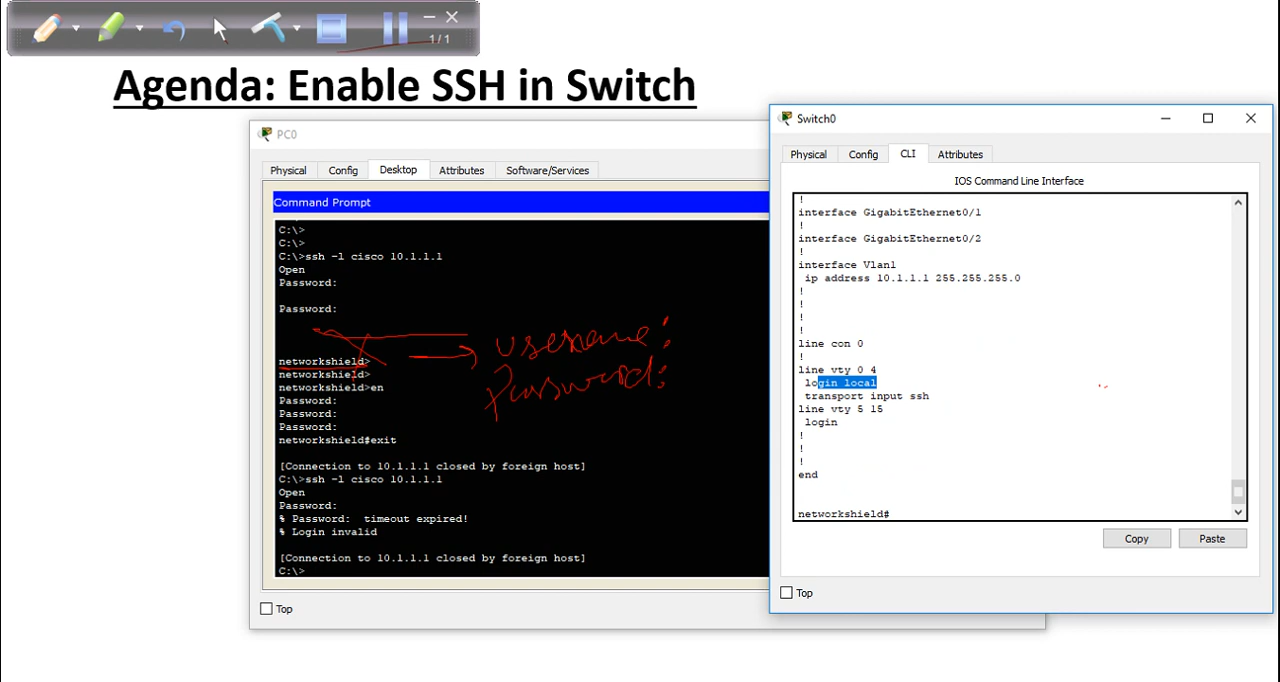 1/1
Agenda: Enable SSH in Switch
PC0
Physical Config Desktop Attributes Software/Services
Command Prompt
C:\>
C:\>
C:\>ssh -l cisco 10.1.1.1
Open
Password:
Password:
networkshield>
networkshield>
networkshield>en
Password:
Password:
Password:
networkshield#exit
[Connection to 10.1.1.1 closed by foreign host]
C:\>ssh -l cisco 10.1.1.1
Open
Password:
% Password:  timeout expired!
% Login invalid
[Connection to 10.1.1.1 closed by foreign host]
C:\>
Top
username:
Password:
Switch0
Physical Config CLI Attributes
IOS Command Line Interface
!
interface GigabitEthernet0/1
!
interface GigabitEthernet0/2
!
interface Vlan1
ip address 10.1.1.1 255.255.255.0
!
!
!
!
line con 0
!
line vty 0 4
login local
transport input ssh
line vty 5 15
login
!
!
!
end
networkshield#
Copy Paste
Top